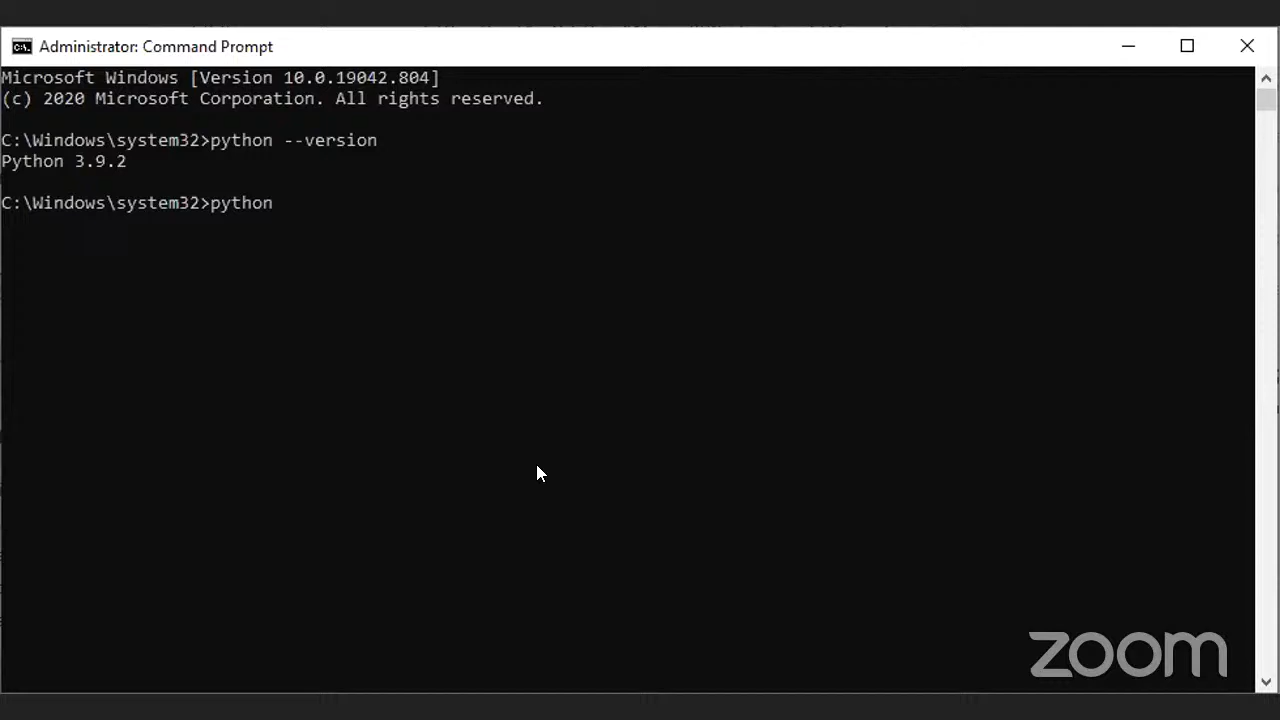 Administrator: Command Prompt
Microsoft Windows [Version 10.0.19042.804]
(c) 2020 Microsoft Corporation. All rights reserved.
C:\Windows\system32>python --version
Python 3.9.2
C:\Windows\system32>python
zoom